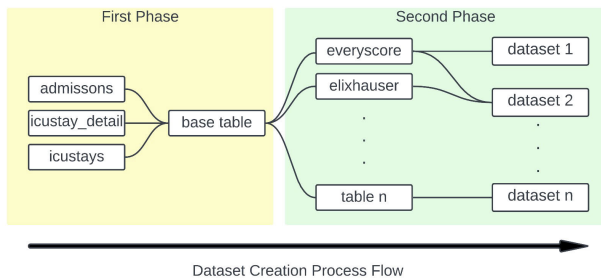 First Phase
Second Phase
admissons
icustay_detail
icustays
base table
everyscore
elixhauser
.
.
.
table n
dataset 1
dataset 2
.
.
.
dataset n
Dataset Creation Process Flow